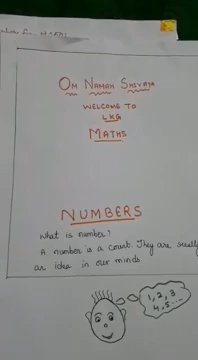 Om Namah Shivaya
WELCOME TO
LKG
MATHS
NUMBERS
What is number?
A number is a count. They are really
an idea in our minds
1, 2, 3
4, 5....